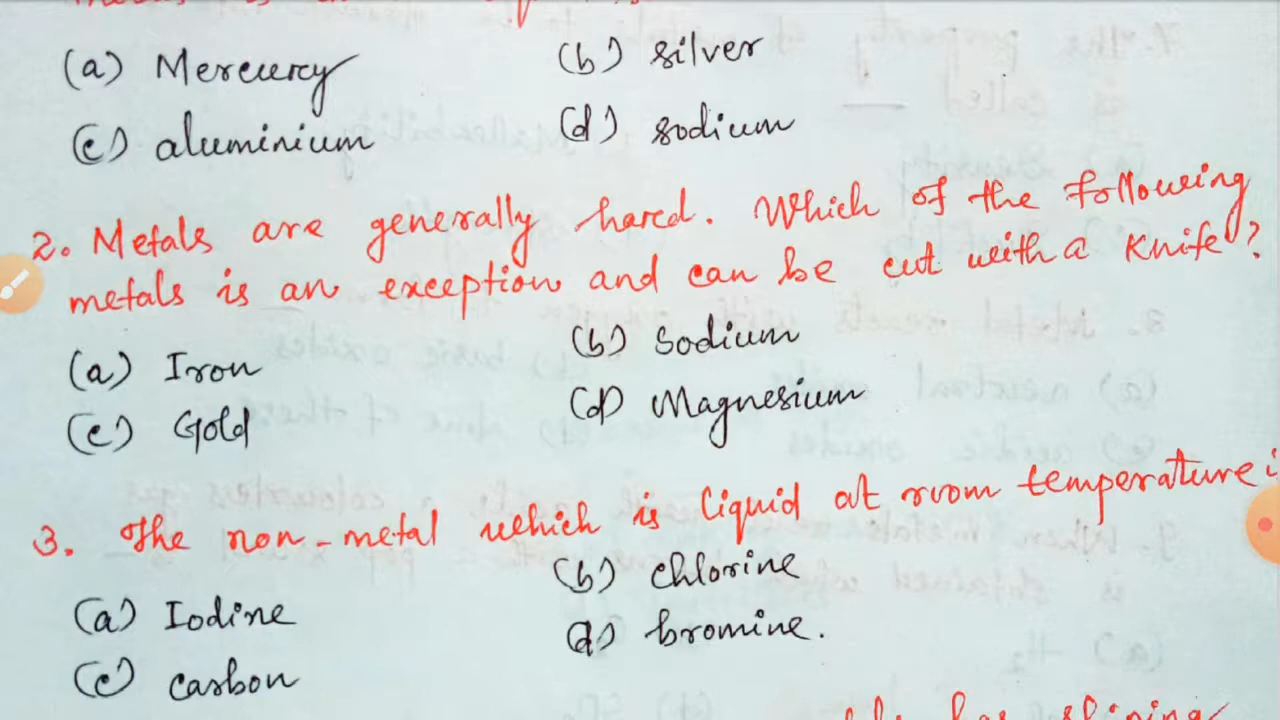 (a) Mercury
(b) silver
(c) aluminium
(d) sodium
2. Metals are generally hard. Which of the following
metals is an exception and can be cut with a Knife?
(a) Iron
(b) Sodium
(c) Gold
(d) Magnesium
3. The non-metal which is liquid at room temperature i
(a) Iodine
(b) chlorine
(c) carbon
(d) bromine.
has shining